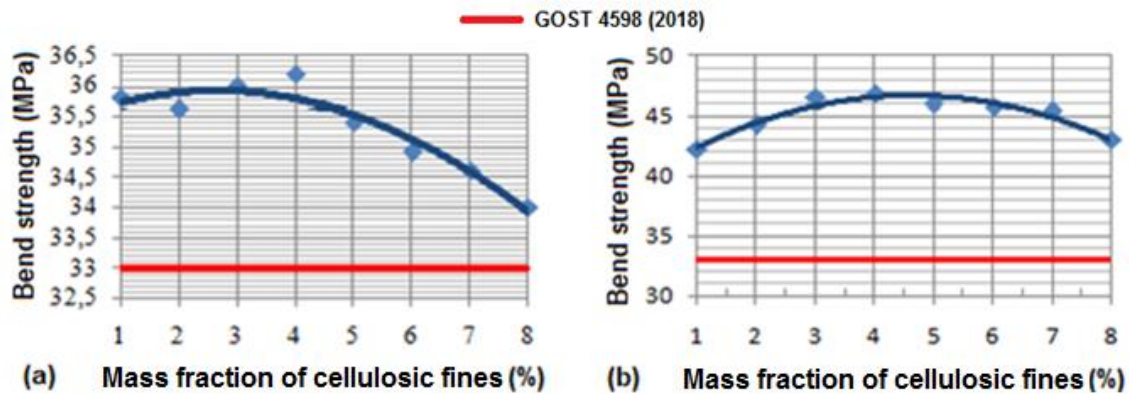 GOST 4598 (2018)
(a)
Bend strength (MPa)
36,5
36
35,5
35
34,5
34
33,5
33
32,5
1 2 3 4 5 6 7 8
Mass fraction of cellulosic fines (%)
(b)
Bend strength (MPa)
50
45
40
35
30
1 2 3 4 5 6 7 8
Mass fraction of cellulosic fines (%)